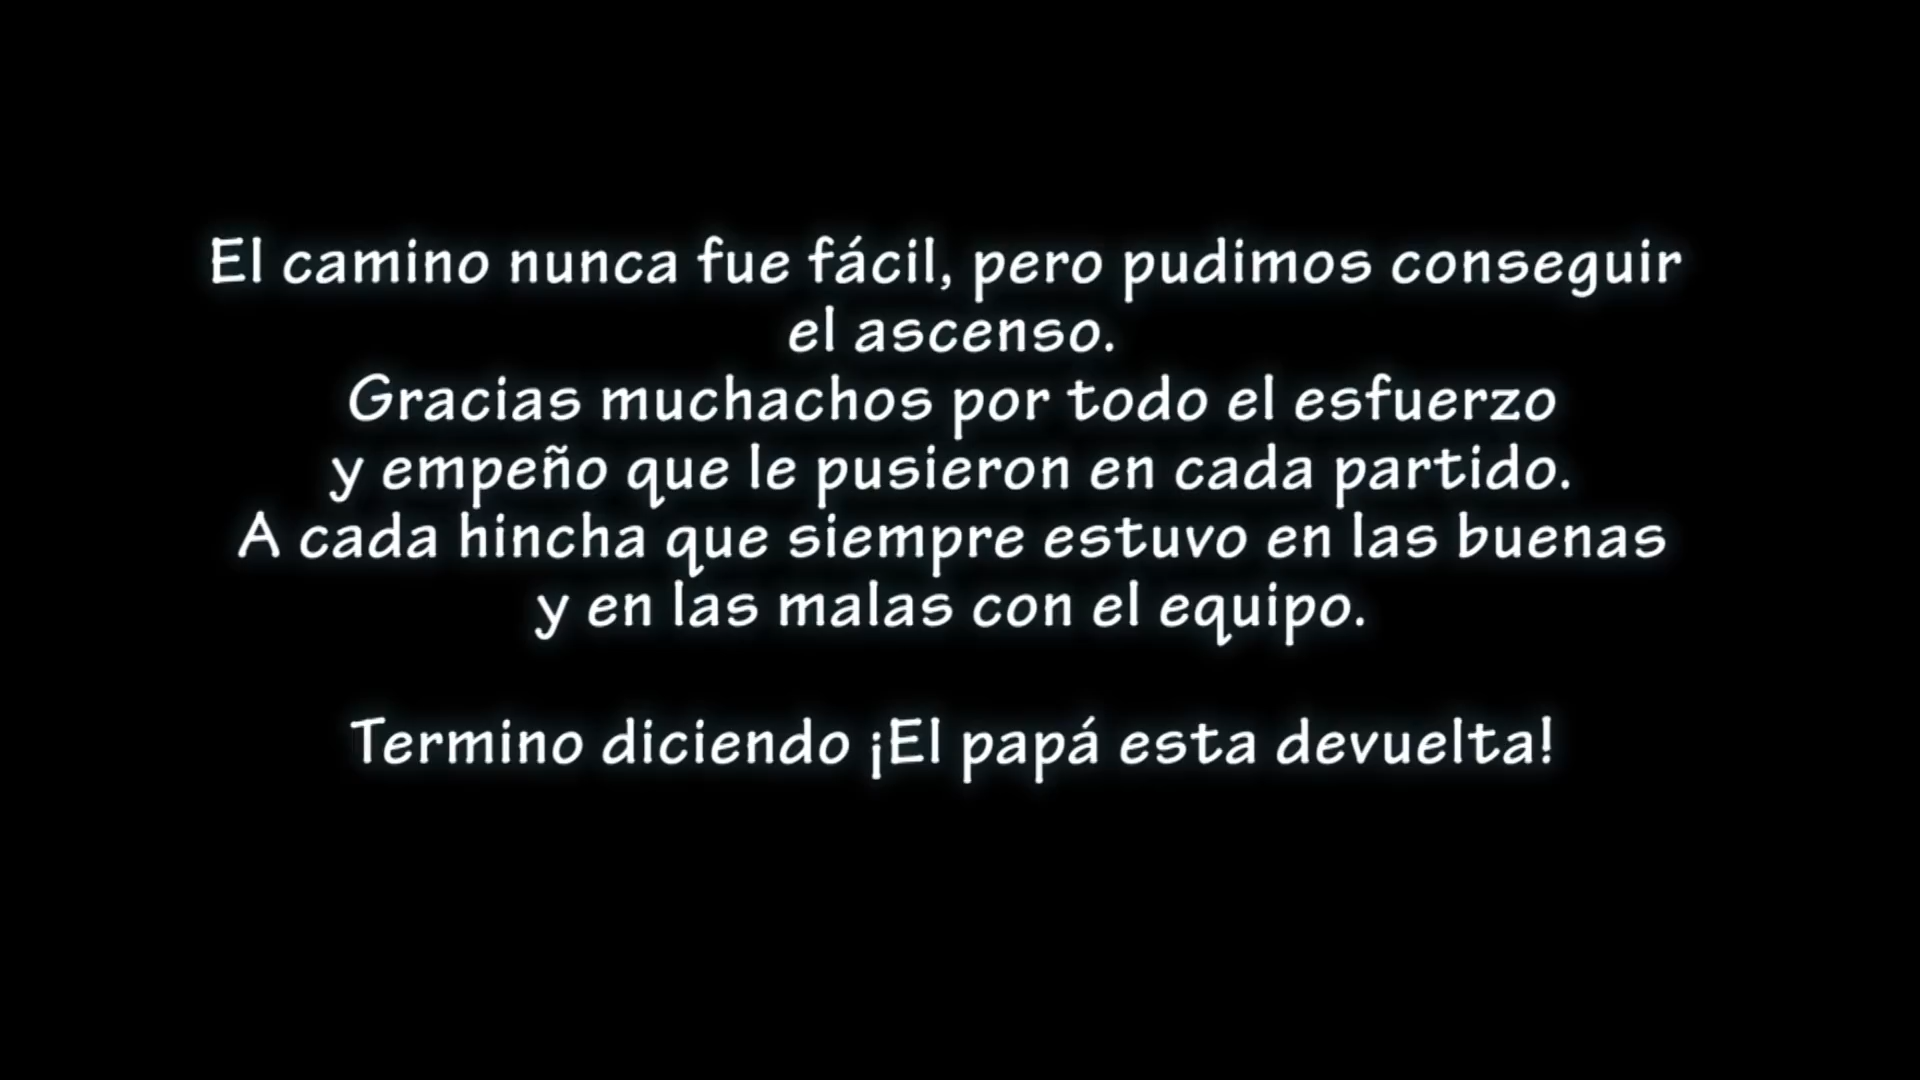 El camino nunca fue fácil, pero pudimos conseguir
el ascenso.
Gracias muchachos por todo el esfuerzo
y empeño que le pusieron en cada partido.
A cada hincha que siempre estuvo en las buenas
y en las malas con el equipo.
Termino diciendo ¡El papá esta devuelta!